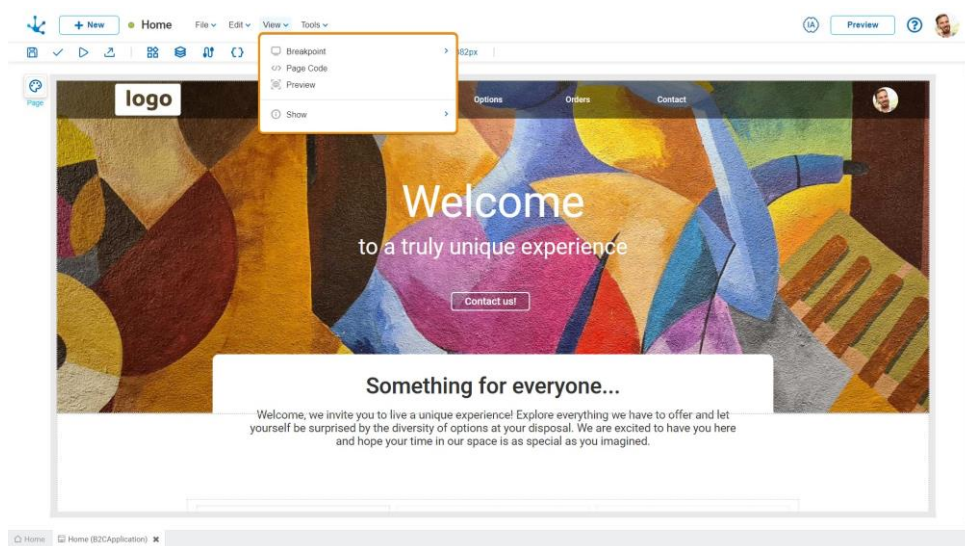 + New Home File Edit View Tools IA Preview ?
Breakpoint
82px
Page Code
Preview
Show
Page
logo
Options Orders Contact
Welcome
to a truly unique experience
Contact us!
Something for everyone...
Welcome, we invite you to live a unique experience! Explore everything we have to offer and let
yourself be surprised by the diversity of options at your disposal. We are excited to have you here
and hope your time in our space is as special as you imagined.
Home Home (B2CApplication)